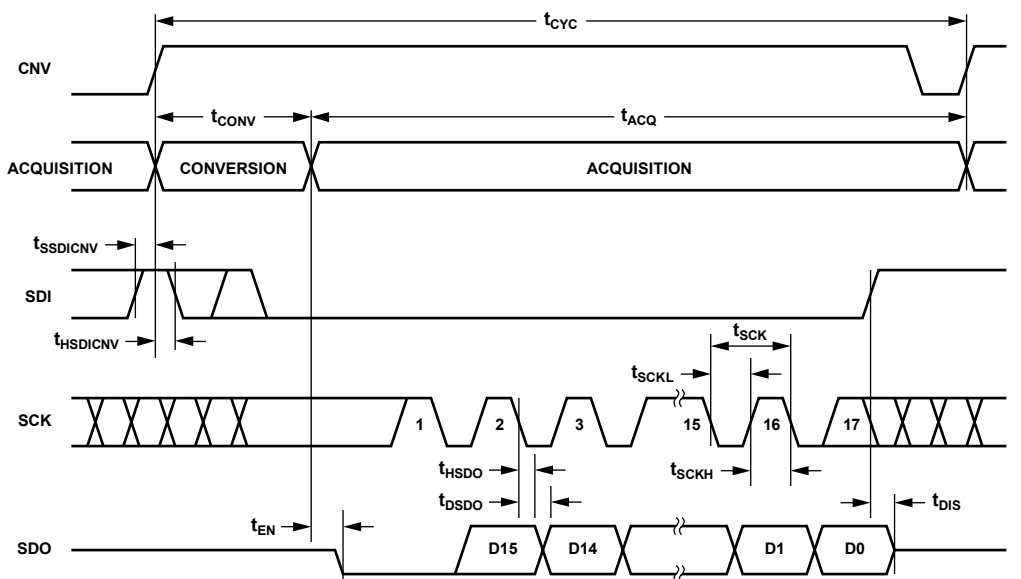 tCYC
CNV
tCONV
tACQ
ACQUISITION
CONVERSION
ACQUISITION
tSSDICNV
SDI
tHSDICNV
tSCK
tSCKL
SCK
1
2
3
15
16
17
tHSDO
tSCKH
tDSDO
tEN
tDIS
SDO
D15
D14
D1
D0